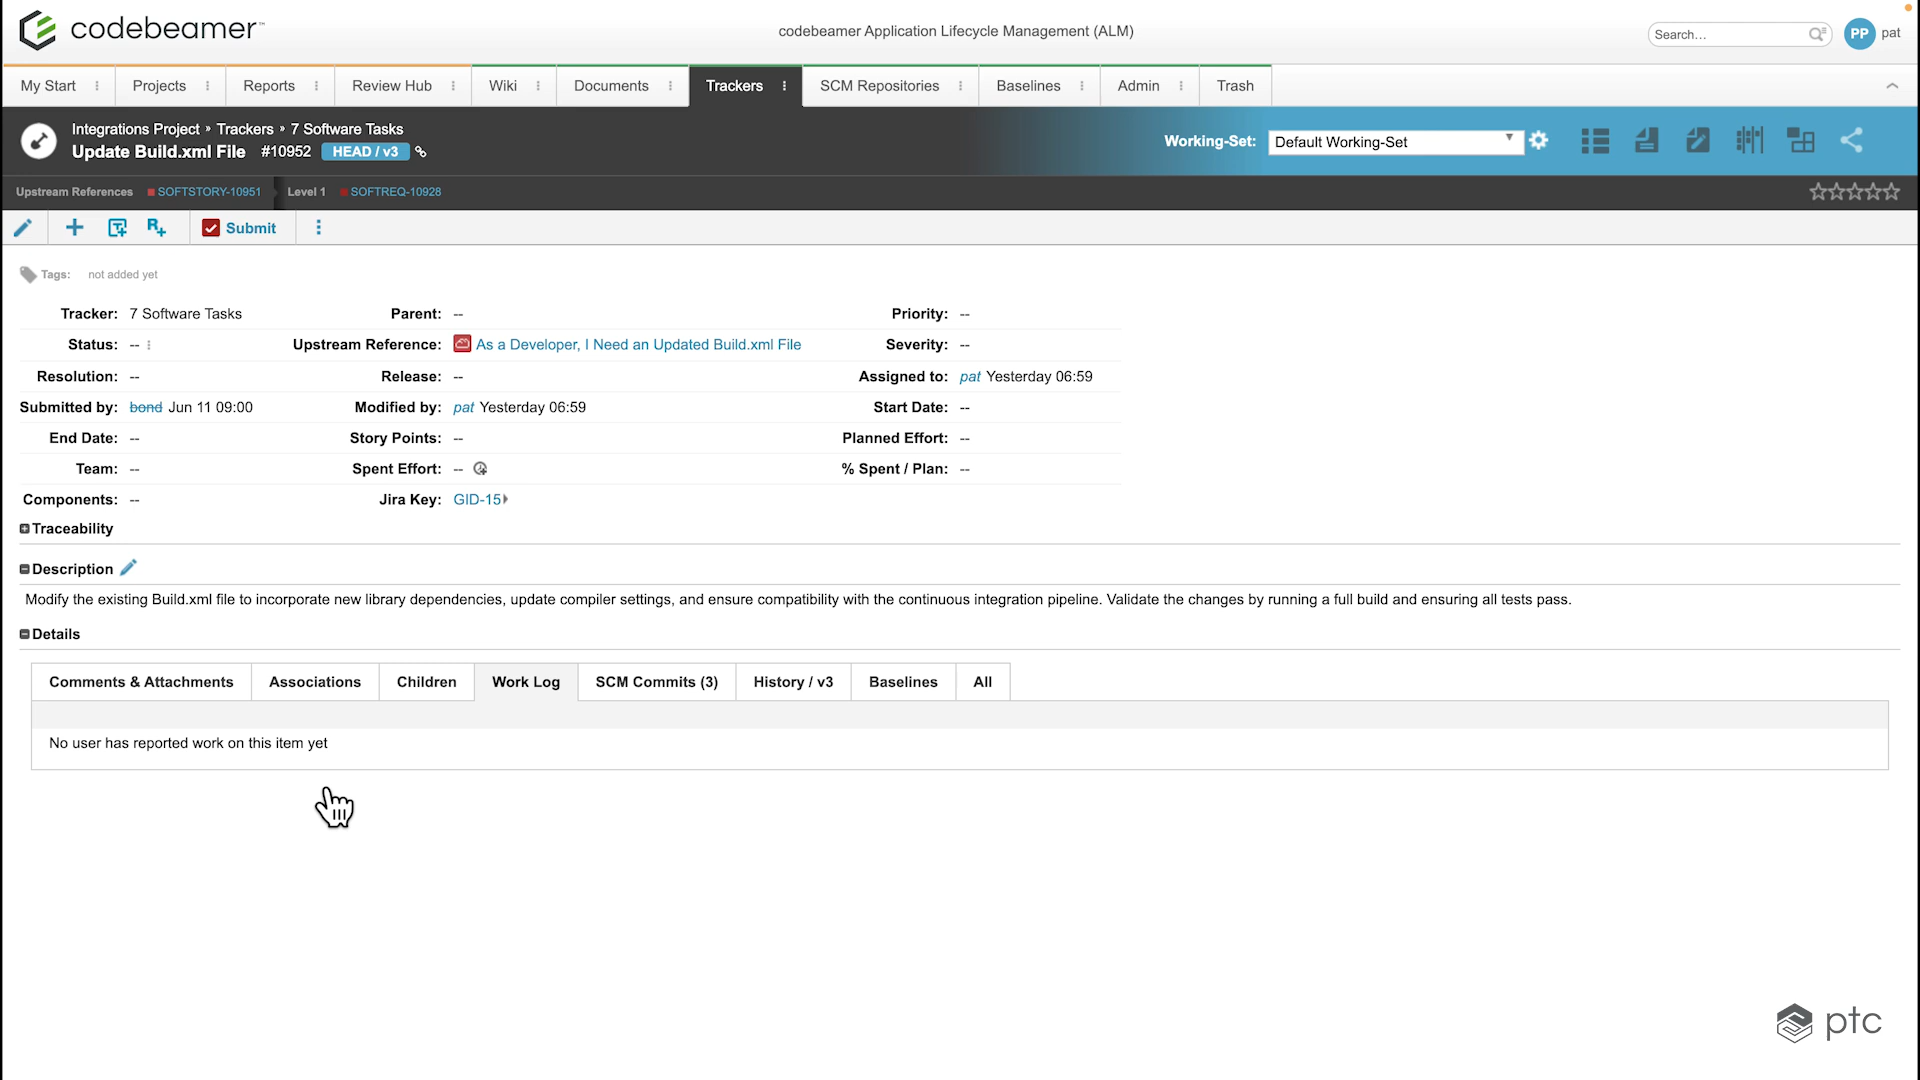 codebeamer™
codebeamer Application Lifecycle Management (ALM)
Search...
PP pat
My Start Projects Reports Review Hub Wiki Documents Trackers SCM Repositories Baselines Admin Trash
Integrations Project » Trackers » 7 Software Tasks
Update Build.xml File #10952 HEAD / v3
Working-Set: Default Working-Set
Upstream References SOFTSTORY-10951 Level 1 SOFTREQ-10928
Submit
Tags: not added yet
Tracker: 7 Software Tasks Parent: -- Priority: --
Status: -- Upstream Reference: As a Developer, I Need an Updated Build.xml File Severity: --
Resolution: -- Release: -- Assigned to: pat Yesterday 06:59
Submitted by: bond Jun 11 09:00 Modified by: pat Yesterday 06:59 Start Date: --
End Date: -- Story Points: -- Planned Effort: --
Team: -- Spent Effort: -- % Spent / Plan: --
Components: -- Jira Key: GID-15
Traceability
Description
Modify the existing Build.xml file to incorporate new library dependencies, update compiler settings, and ensure compatibility with the continuous integration pipeline. Validate the changes by running a full build and ensuring all tests pass.
Details
Comments & Attachments Associations Children Work Log SCM Commits (3) History / v3 Baselines All
No user has reported work on this item yet
ptc